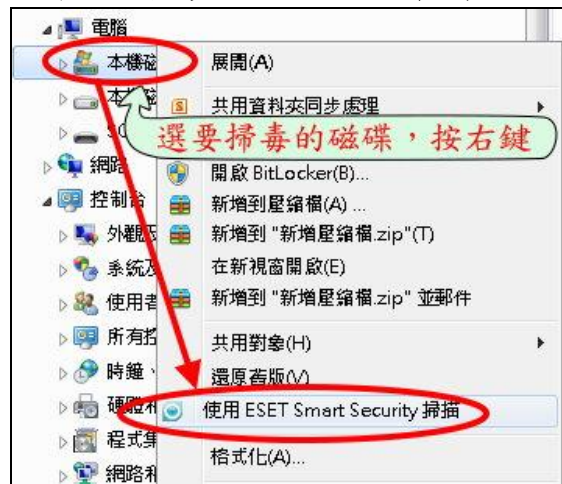 電腦
本機磁
展開(A)
本機磁
共用資料夾同步處理
選要掃毒的磁碟，按右鍵
網路
開啟 BitLocker(B)...
控制台
新增到壓縮檔(A) ...
外觀及
新增到 "新增壓縮檔.zip"(T)
系統及
在新視窗開啟(E)
使用者
新增到 "新增壓縮檔.zip" 並郵件
所有控
共用對象(H)
時鐘、
還原舊版(V)
硬體和
使用 ESET Smart Security 掃描
程式集
格式化(A)...
網路和